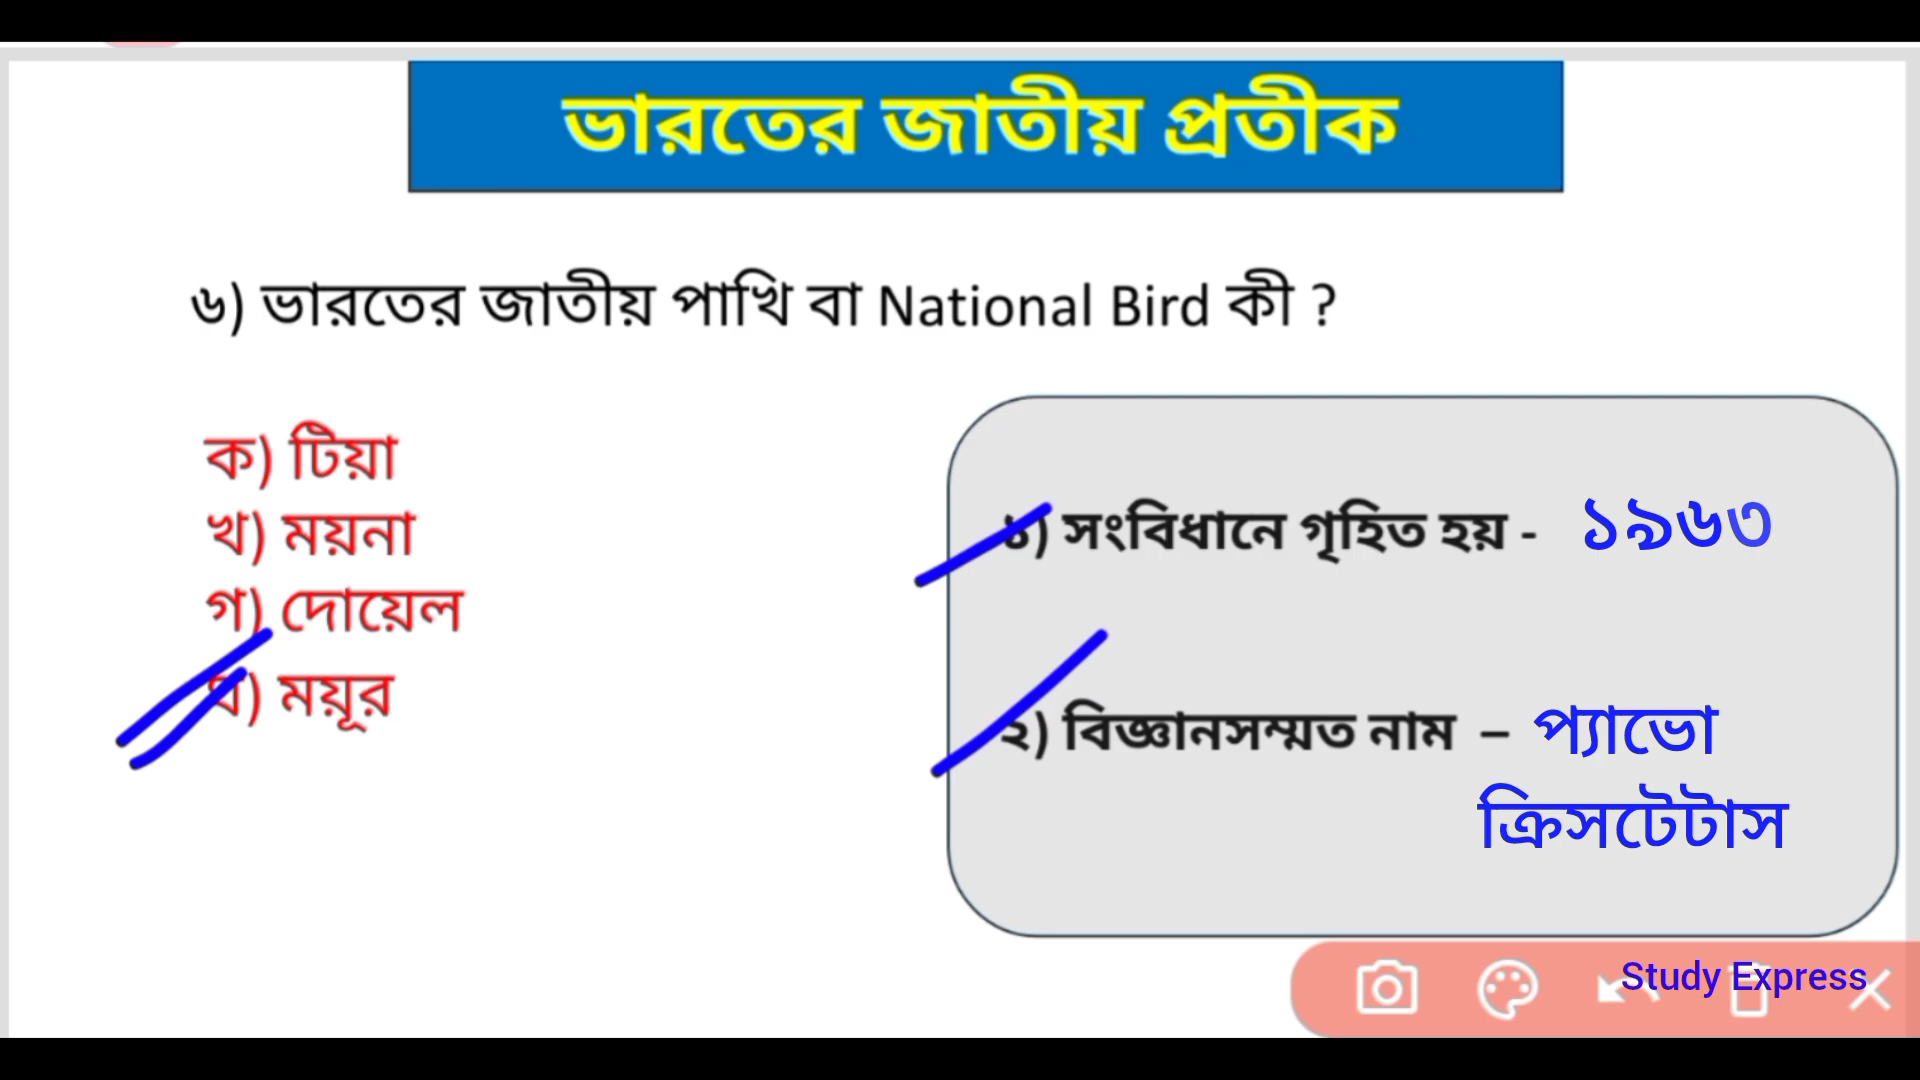 ভারতের জাতীয় প্রতীক
৬) ভারতের জাতীয় পাখি বা National Bird কী ?
ক) টিয়া
খ) ময়না
গ) দোয়েল
ঘ) ময়ূর
১) সংবিধানে গৃহিত হয় - ১৯৬৩
২) বিজ্ঞানসম্মত নাম – প্যাভো
ক্রিসটেটাস
Study Express